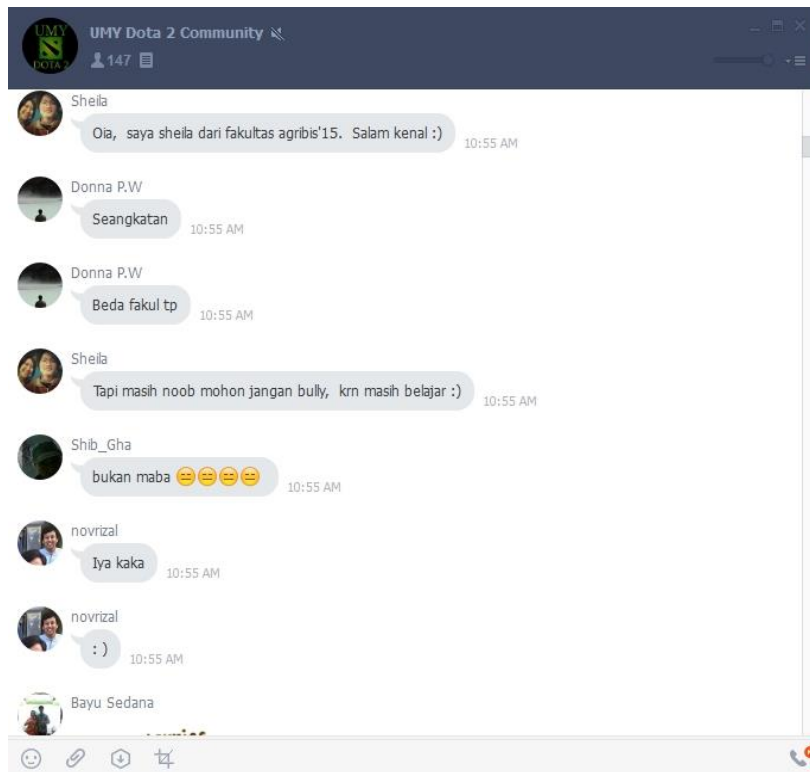 UMY
DOTA 2
UMY Dota 2 Community
147
Sheila
Oia, saya sheila dari fakultas agribis'15. Salam kenal :)
10:55 AM
Donna P.W
Seangkatan
10:55 AM
Donna P.W
Beda fakul tp
10:55 AM
Sheila
Tapi masih noob mohon jangan bully, krn masih belajar :)
10:55 AM
Shib_Gha
bukan maba 😑😑😑😑
10:55 AM
novrizal
Iya kaka
10:55 AM
novrizal
: )
10:55 AM
Bayu Sedana